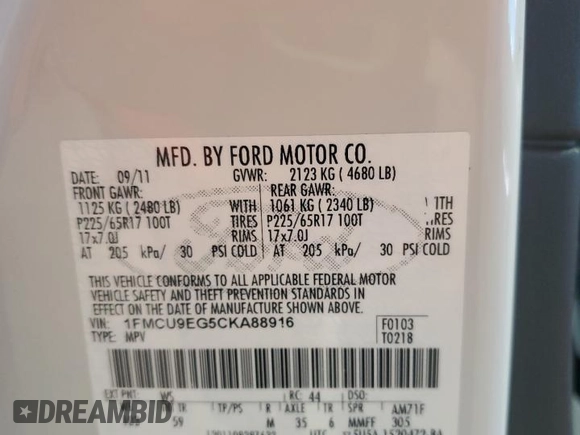 MFD. BY FORD MOTOR CO.
DATE: 09/11 GVWR: 2123 KG ( 4680 LB)
FRONT GAWR: REAR GAWR:
1125 KG ( 2480 LB) WITH 1061 KG ( 2340 LB) WITH
P225/65R17 100T TIRES P225/65R17 100T TIRES
17x7.0J RIMS 17x7.0J RIMS
AT 205 kPa/ 30 PSI COLD AT 205 kPa/ 30 PSI COLD
THIS VEHICLE CONFORMS TO ALL APPLICABLE FEDERAL MOTOR
VEHICLE SAFETY AND THEFT PREVENTION STANDARDS IN
EFFECT ON THE DATE OF MANUFACTURE SHOWN ABOVE.
VIN: 1FMCU9EG5CKA88916 F0103
TYPE: MPV T0218
EXT PNT RC: 44 DSO:
TR TP/PS R AXLE TR SPR AM71F
59 M 35 6 MMFF 305
DREAMBID